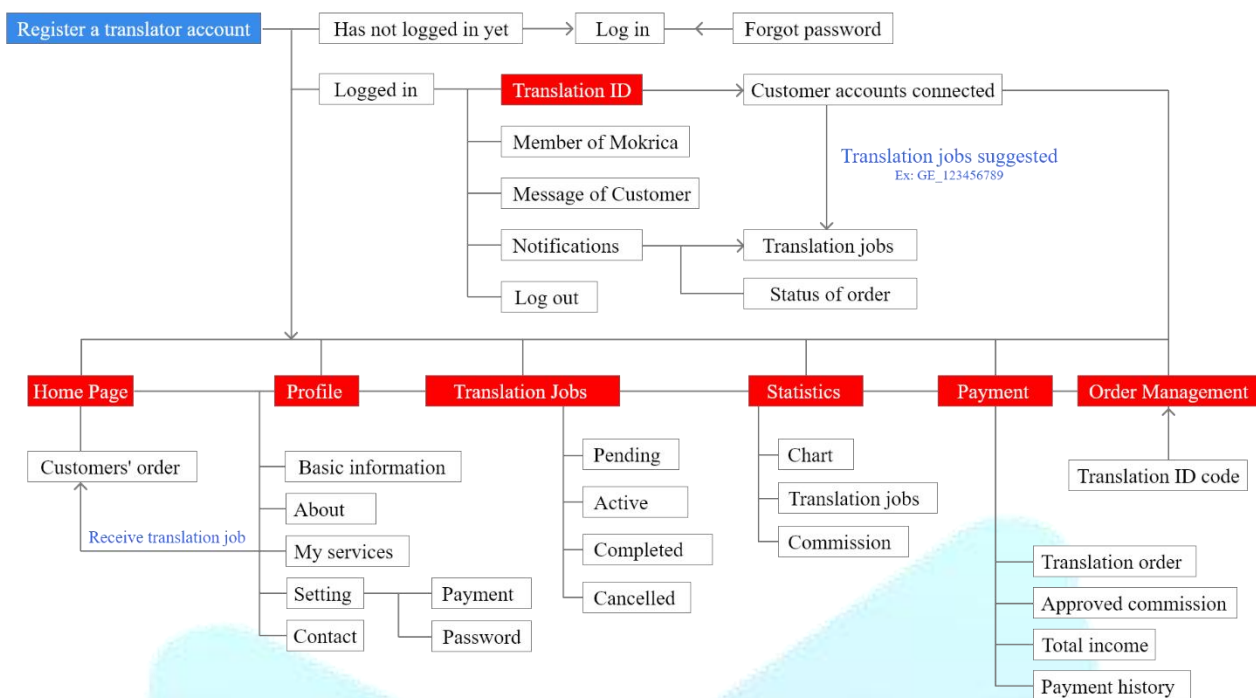 Register a translator account
Has not logged in yet
Log in
Forgot password
Logged in
Translation ID
Customer accounts connected
Member of Mokrica
Translation jobs suggested
Ex: GE_123456789
Message of Customer
Notifications
Translation jobs
Log out
Status of order
Home Page
Profile
Translation Jobs
Statistics
Payment
Order Management
Customers' order
Basic information
Pending
Chart
Translation ID code
About
Active
Translation jobs
Receive translation job
My services
Completed
Commission
Translation order
Setting
Payment
Cancelled
Approved commission
Contact
Password
Total income
Payment history